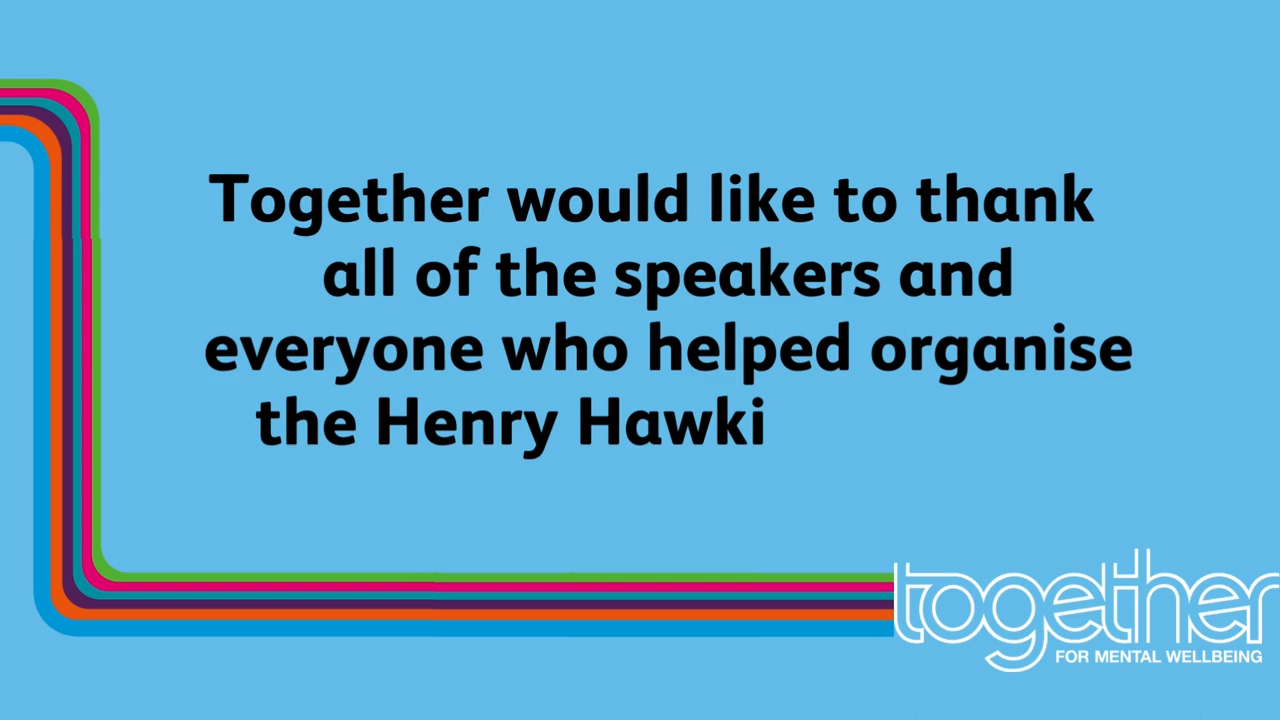 Together would like to thank
all of the speakers and
everyone who helped organise
the Henry Hawki
together
FOR MENTAL WELLBEING